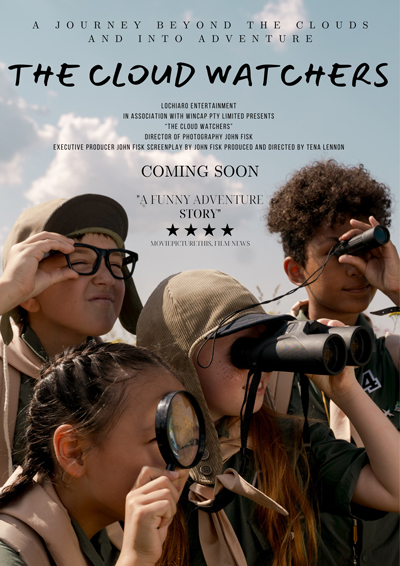 A JOURNEY BEYOND THE CLOUDS
AND INTO ADVENTURE
THE CLOUD WATCHERS
LOCHIARO ENTERTAINMENT
IN ASSOCIATION WITH WINCAP PTY LIMITED PRESENTS
"THE CLOUD WATCHERS"
DIRECTOR OF PHOTOGRAPHY JOHN FISK
EXECUTIVE PRODUCER JOHN FISK SCREENPLAY BY JOHN FISK PRODUCED AND DIRECTED BY TENA LENNON
COMING SOON
"A FUNNY ADVENTURE
STORY"
★★★★
MOVIEPICTURETHIS, FILM NEWS
4